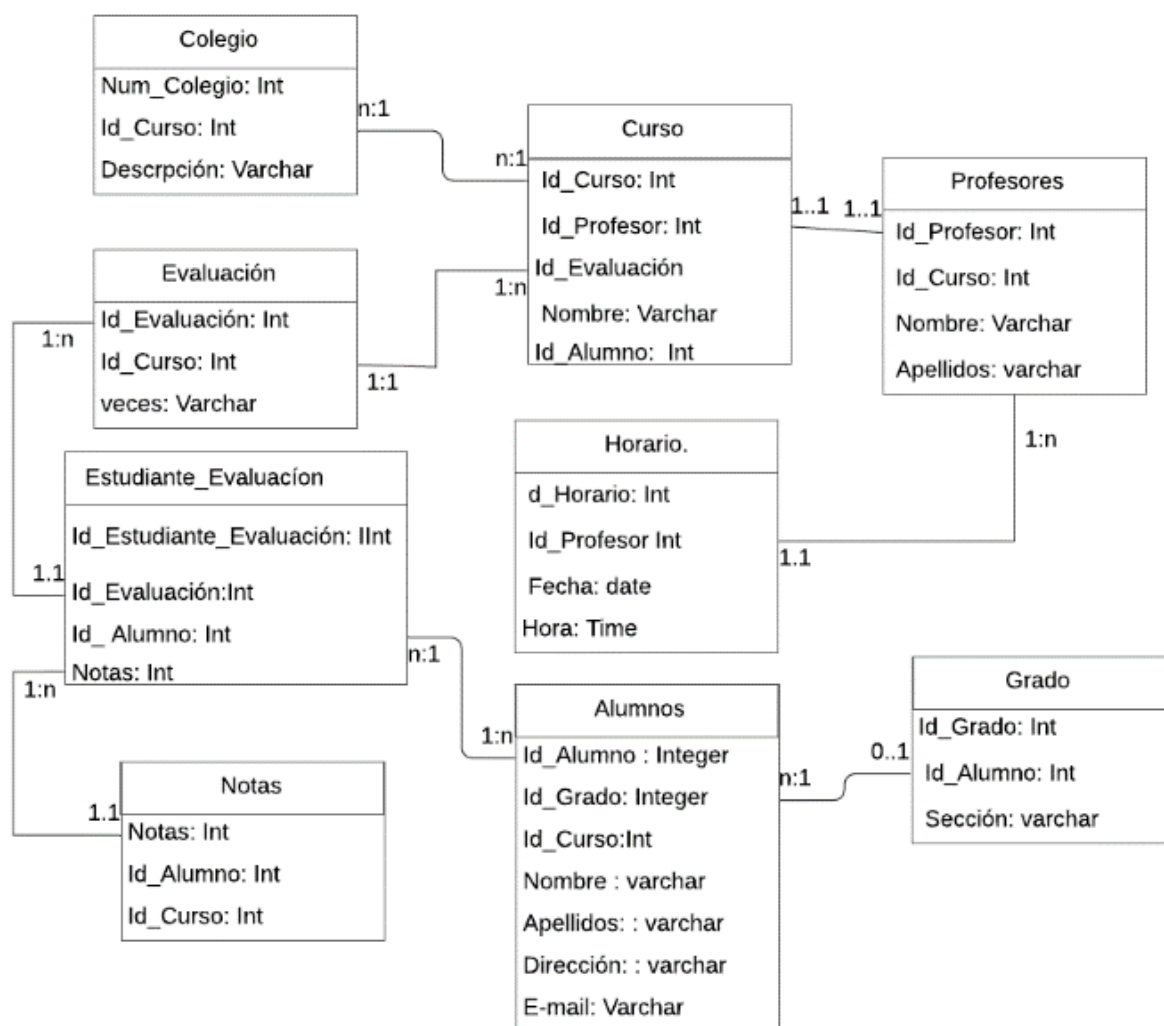 Colegio
Num_Colegio: Int
Id_Curso: Int
Descrpción: Varchar
n:1
n:1
Curso
Id_Curso: Int
Id_Profesor: Int
Id_Evaluación
Nombre: Varchar
Id_Alumno: Int
1..1
1..1
Profesores
Id_Profesor: Int
Id_Curso: Int
Nombre: Varchar
Apellidos: varchar
1:n
Evaluación
Id_Evaluación: Int
Id_Curso: Int
veces: Varchar
1:n
1:1
1:n
Horario.
d_Horario: Int
Id_Profesor Int
Fecha: date
Hora: Time
1.1
Estudiante_Evaluacíon
Id_Estudiante_Evaluación: IInt
Id_Evaluación:Int
Id_ Alumno: Int
Notas: Int
1.1
n:1
1:n
Alumnos
Id_Alumno : Integer
Id_Grado: Integer
Id_Curso:Int
Nombre : varchar
Apellidos: : varchar
Dirección: : varchar
E-mail: Varchar
1:n
n:1
0..1
Grado
Id_Grado: Int
Id_Alumno: Int
Sección: varchar
Notas
Notas: Int
Id_Alumno: Int
Id_Curso: Int
1.1